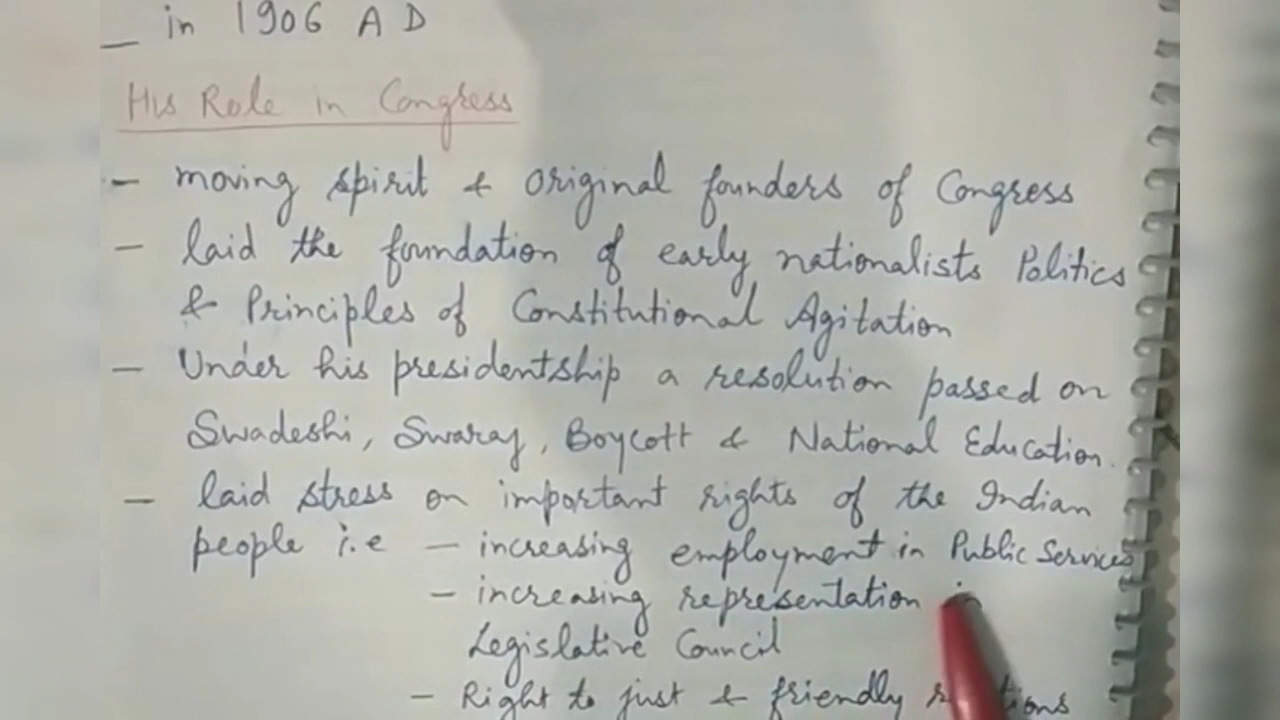 _ in 1906 A D
His Role in Congress
- moving spirit & original founders of Congress
- laid the foundation of early nationalists Politics
& Principles of Constitutional Agitation
- Under his presidentship a resolution passed on
Swadeshi, Swaraj, Boycott & National Education.
- laid stress on important rights of the Indian
people i.e - increasing employment in Public Services
- increasing representation in
Legislative Council
- Right to just & friendly